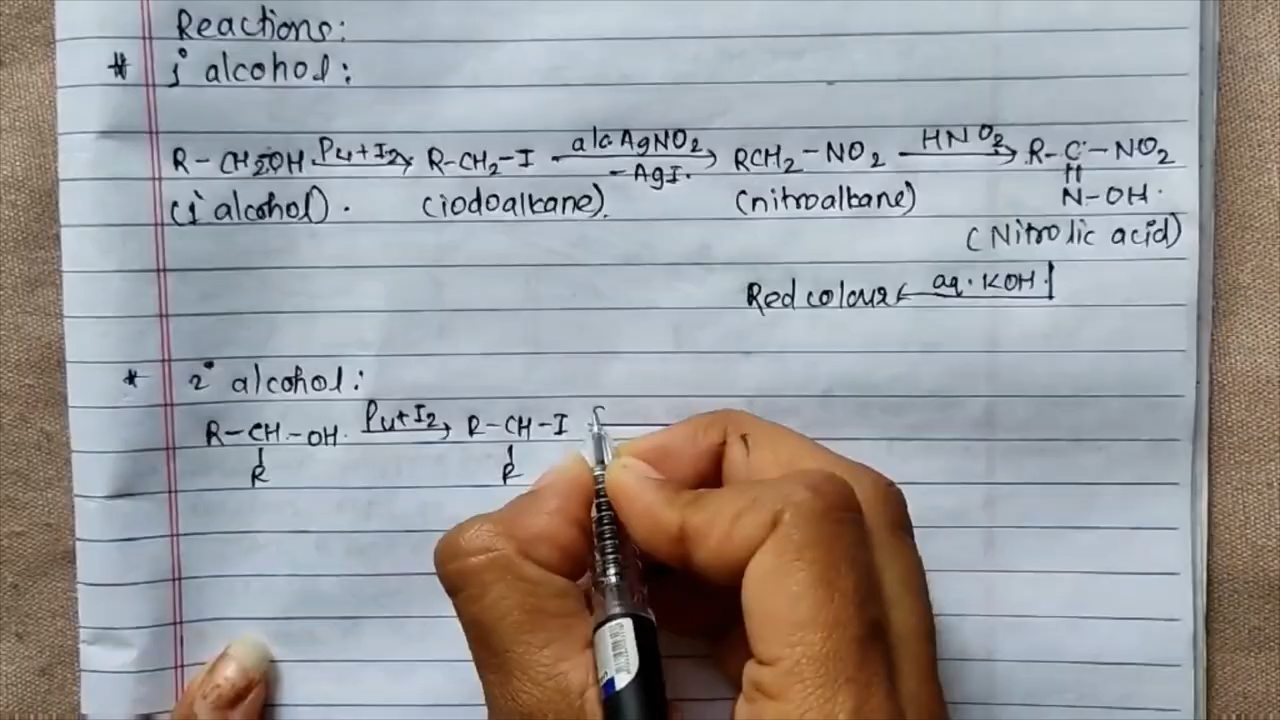 Reactions:
* 1° alcohol:
R-CH2OH P4+I2→ R-CH2-I alc AgNO2→ -AgI. RCH2-NO2 HNO2→ R-C-NO2
(1° alcohol). (iodoalkane). (nitroalkane) N-OH.
(Nitrolic acid)
Red colour← aq. KOH
* 2° alcohol:
R-CH-OH. P4+I2→ R-CH-I
R R